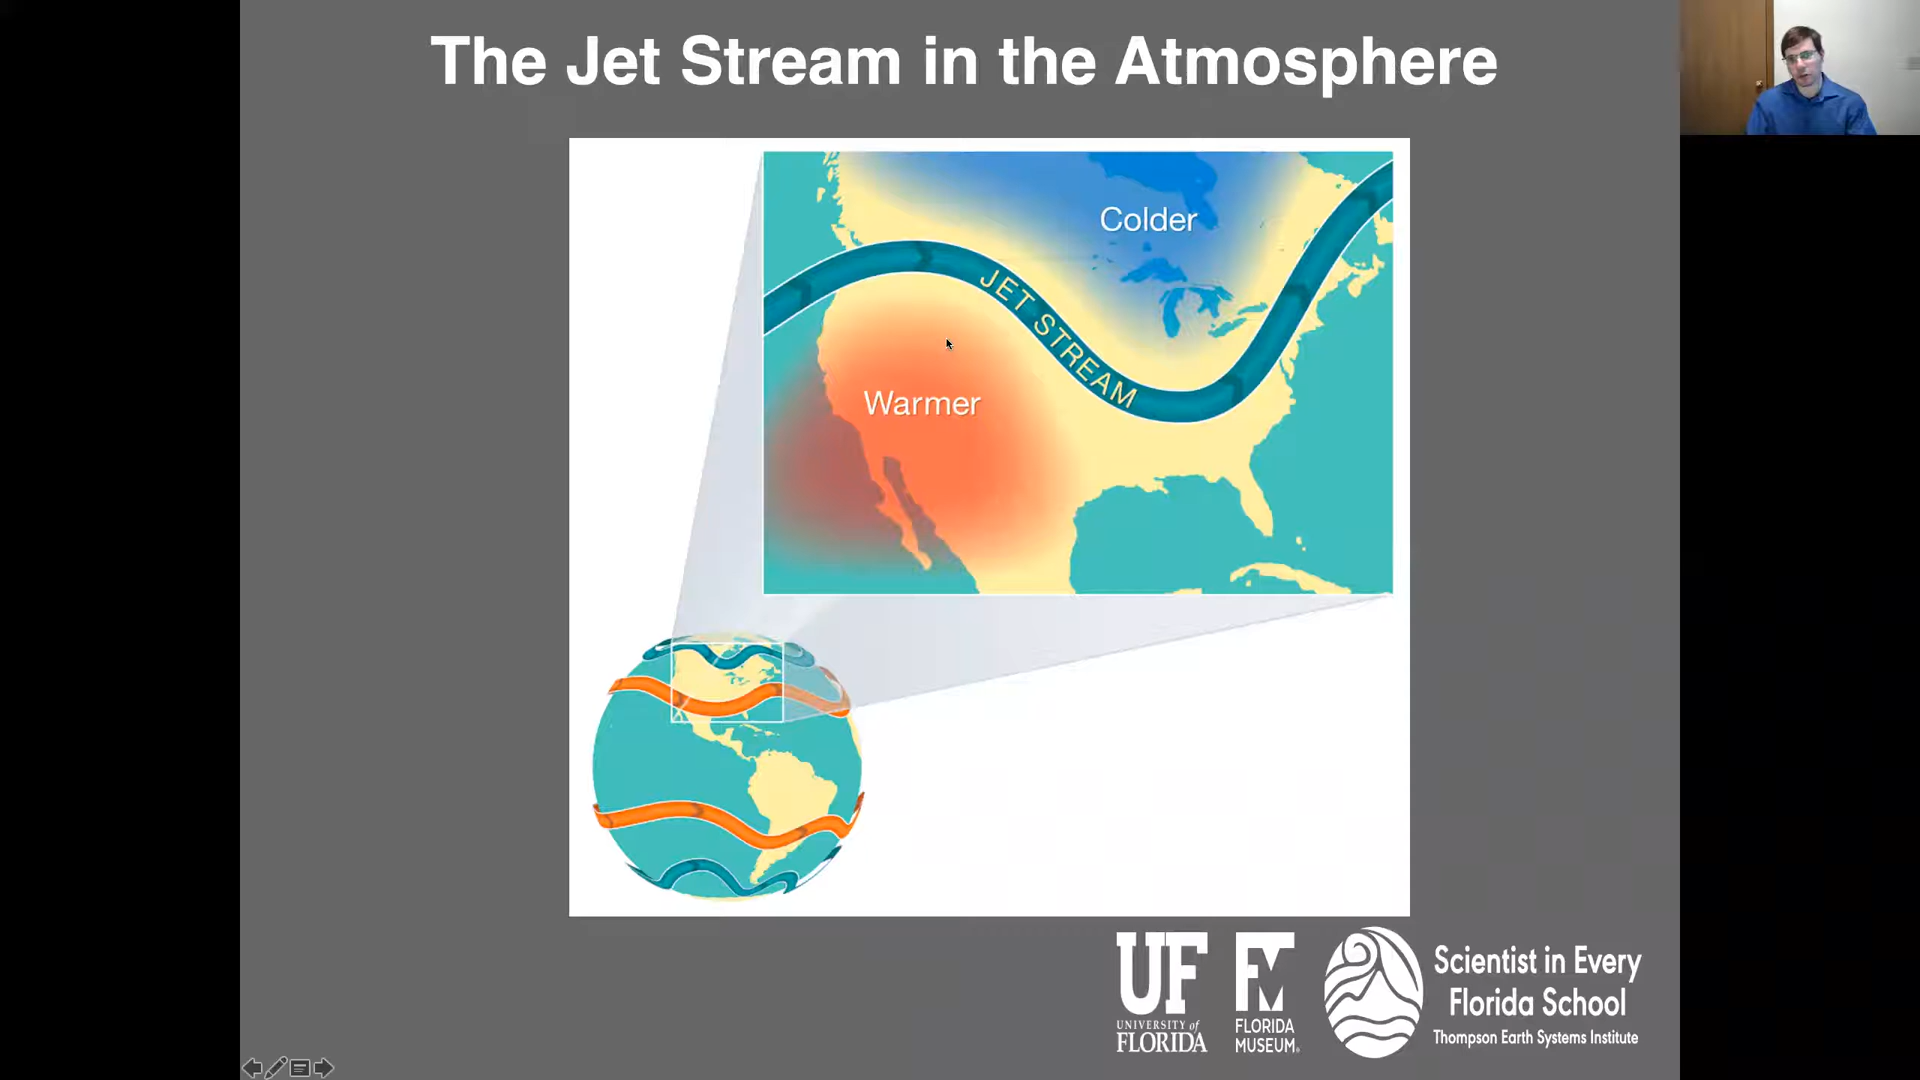 The Jet Stream in the Atmosphere
Colder
JET STREAM
Warmer
UF
UNIVERSITY of
FLORIDA
FM
FLORIDA
MUSEUM
Scientist in Every
Florida School
Thompson Earth Systems Institute